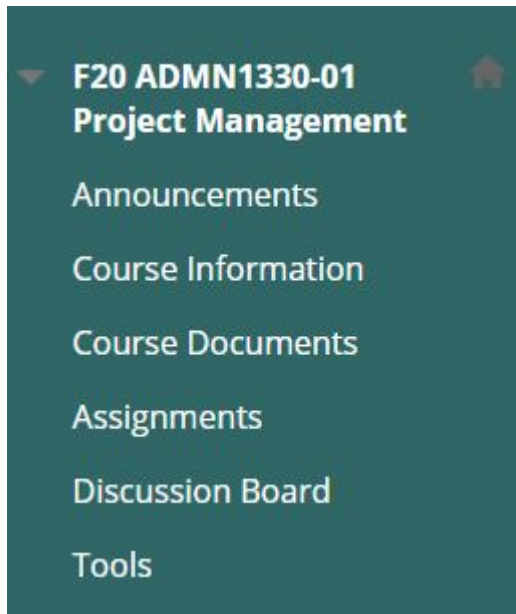 F20 ADMN1330-01
Project Management
Announcements
Course Information
Course Documents
Assignments
Discussion Board
Tools